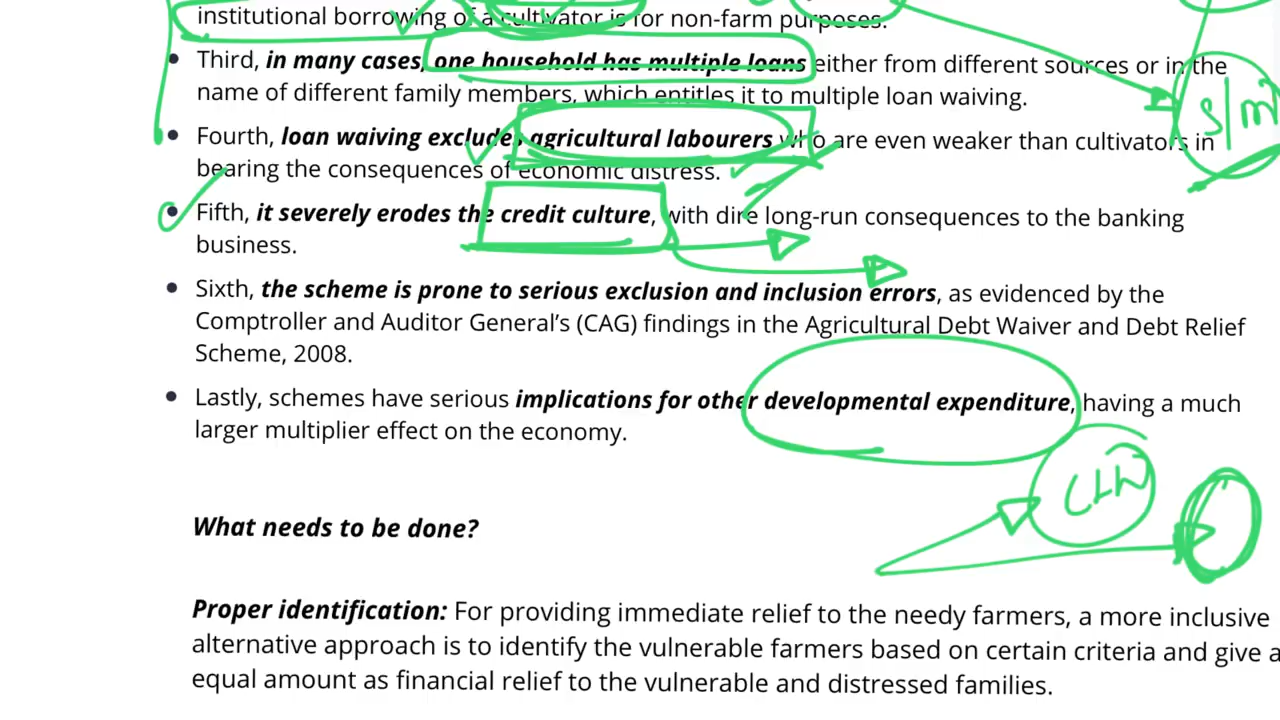 institutional borrowing of a cultivator is for non-farm purposes.
Third, in many cases, one household has multiple loans either from different sources or in the
name of different family members, which entitles it to multiple loan waiving.
Fourth, loan waiving excludes agricultural labourers who are even weaker than cultivators in
bearing the consequences of economic distress.
S/m
Fifth, it severely erodes the credit culture, with dire long-run consequences to the banking
business.
Sixth, the scheme is prone to serious exclusion and inclusion errors, as evidenced by the
Comptroller and Auditor General's (CAG) findings in the Agricultural Debt Waiver and Debt Relief
Scheme, 2008.
Lastly, schemes have serious implications for other developmental expenditure, having a much
larger multiplier effect on the economy.
CLW
What needs to be done?
Proper identification: For providing immediate relief to the needy farmers, a more inclusive
alternative approach is to identify the vulnerable farmers based on certain criteria and give a
equal amount as financial relief to the vulnerable and distressed families.